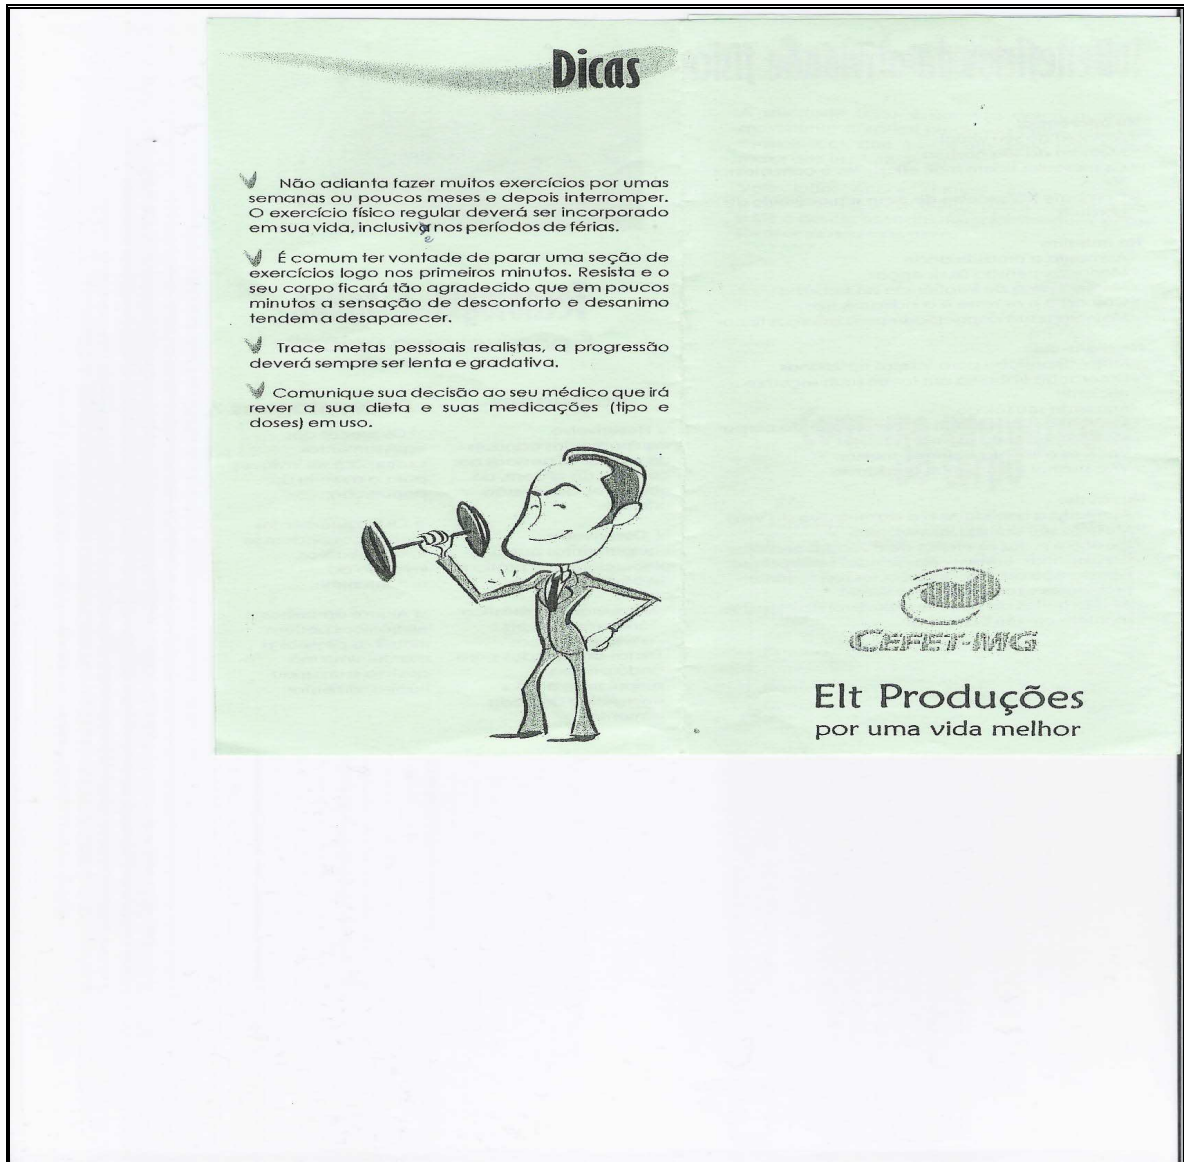 Dicas
Não adianta fazer muitos exercícios por umas
semanas ou poucos meses e depois interromper.
O exercício físico regular deverá ser incorporado
em sua vida, inclusiva nos períodos de férias.
e
É comum ter vontade de parar uma seção de
exercícios logo nos primeiros minutos. Resista e o
seu corpo ficará tão agradecido que em poucos
minutos a sensação de desconforto e desanimo
tendem a desaparecer.
Trace metas pessoais realistas, a progressão
deverá sempre ser lenta e gradativa.
Comunique sua decisão ao seu médico que irá
rever a sua dieta e suas medicações (tipo e
doses) em uso.
CEFET-MG
Elt Produções
por uma vida melhor